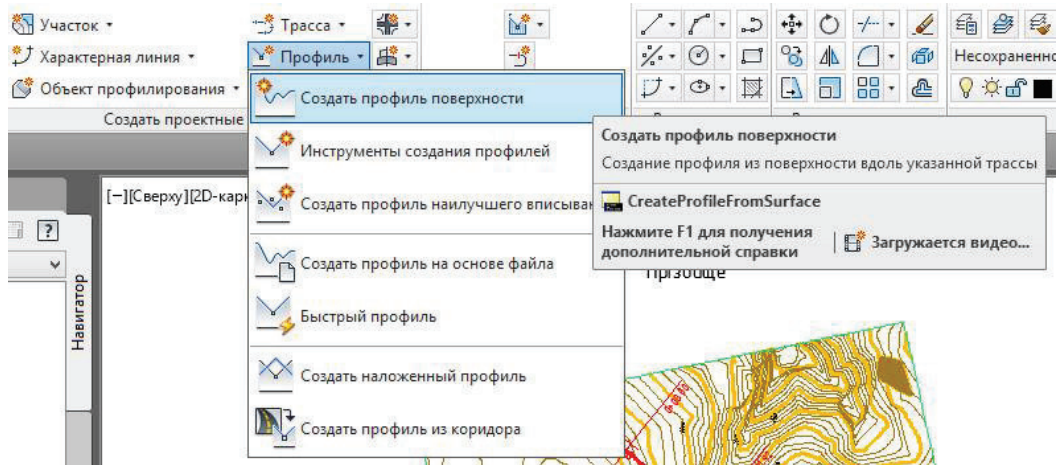 Участок
Трасса
Характерная линия
Профиль
Несохраненно
Объект профилирования
Создать проектные
Создать профиль поверхности
Инструменты создания профилей
Создать профиль наилучшего вписыван
Создать профиль на основе файла
Быстрый профиль
Создать наложенный профиль
Создать профиль из коридора
Создать профиль поверхности
Создание профиля из поверхности вдоль указанной трассы
CreateProfileFromSurface
Нажмите F1 для получения
дополнительной справки
Загружается видео...
[−][Сверху][2D-карк
Навигатор